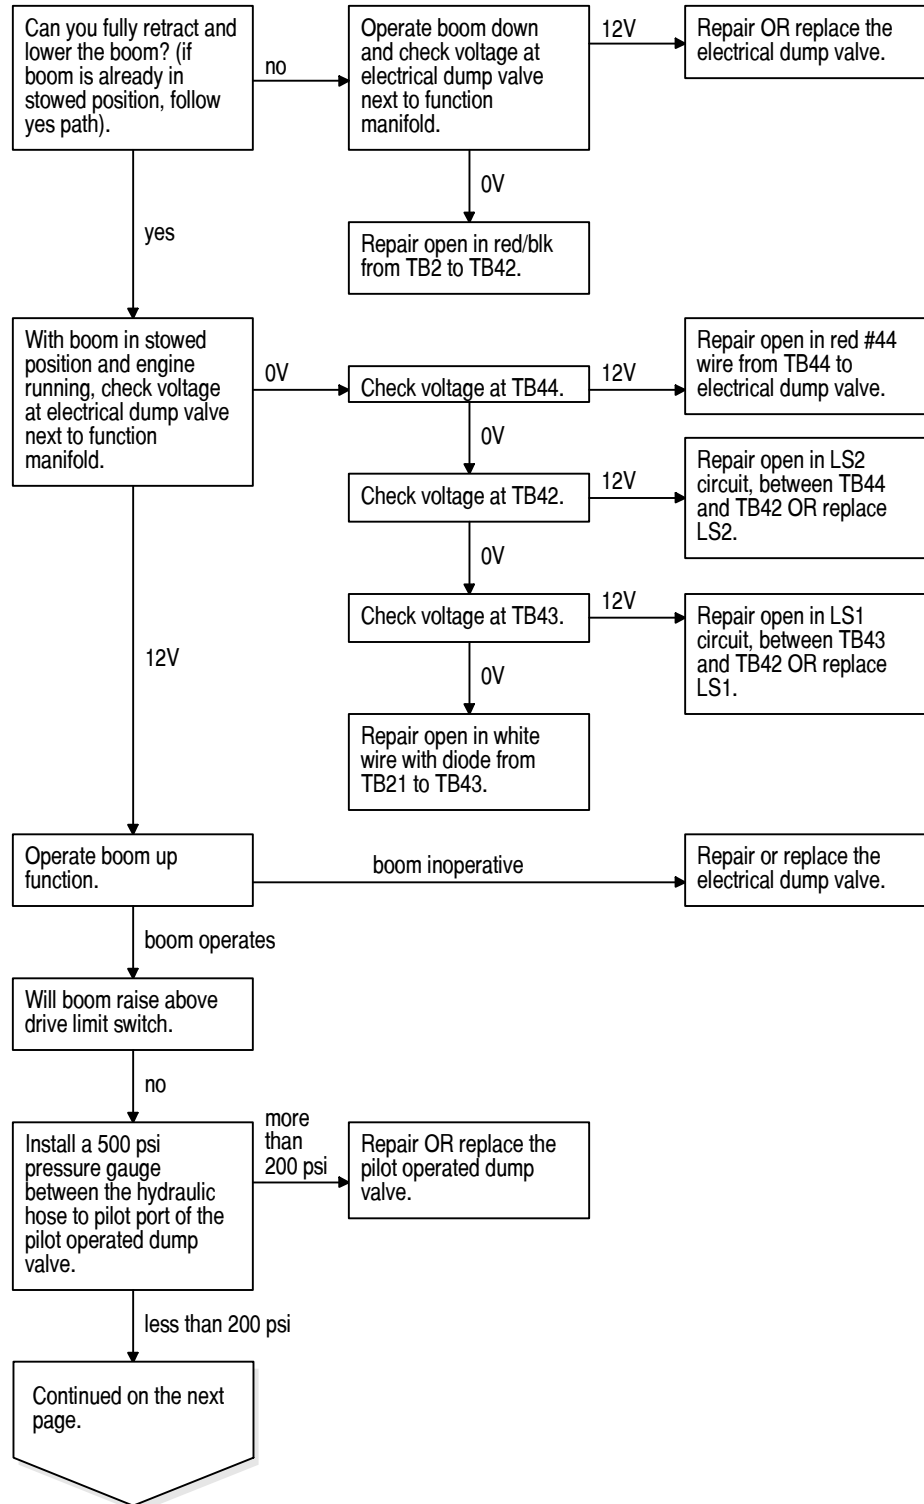 Can you fully retract and
lower the boom? (if
boom is already in
stowed position, follow
yes path).
no
Operate boom down
and check voltage at
electrical dump valve
next to function
manifold.
12V
Repair OR replace the
electrical dump valve.
0V
Repair open in red/blk
from TB2 to TB42.
yes
With boom in stowed
position and engine
running, check voltage
at electrical dump valve
next to function
manifold.
0V
Check voltage at TB44.
12V
Repair open in red #44
wire from TB44 to
electrical dump valve.
0V
Check voltage at TB42.
12V
Repair open in LS2
circuit, between TB44
and TB42 OR replace
LS2.
0V
Check voltage at TB43.
12V
Repair open in LS1
circuit, between TB43
and TB42 OR replace
LS1.
0V
Repair open in white
wire with diode from
TB21 to TB43.
12V
Operate boom up
function.
boom inoperative
Repair or replace the
electrical dump valve.
boom operates
Will boom raise above
drive limit switch.
no
Install a 500 psi
pressure gauge
between the hydraulic
hose to pilot port of the
pilot operated dump
valve.
more
than
200 psi
Repair OR replace the
pilot operated dump
valve.
less than 200 psi
Continued on the next
page.